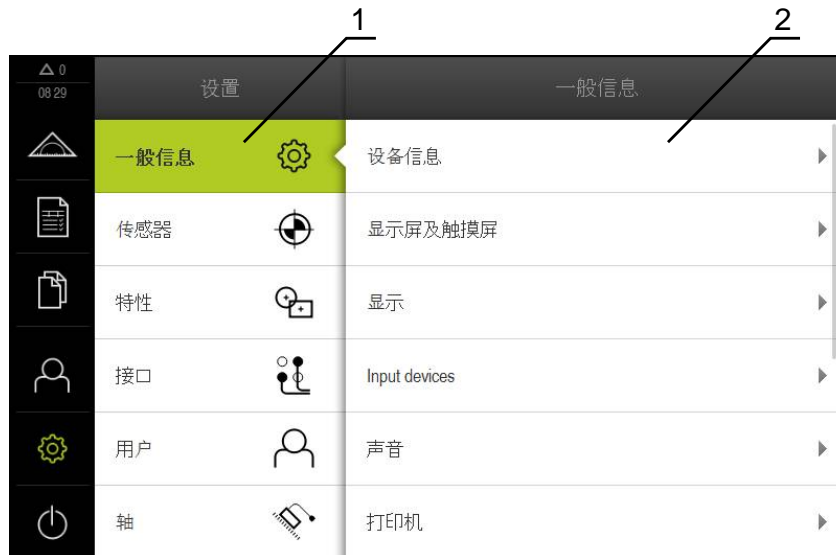 1
2
0
08:29
设置
一般信息
一般信息
设备信息
传感器
显示屏及触摸屏
特性
显示
接口
Input devices
用户
声音
轴
打印机